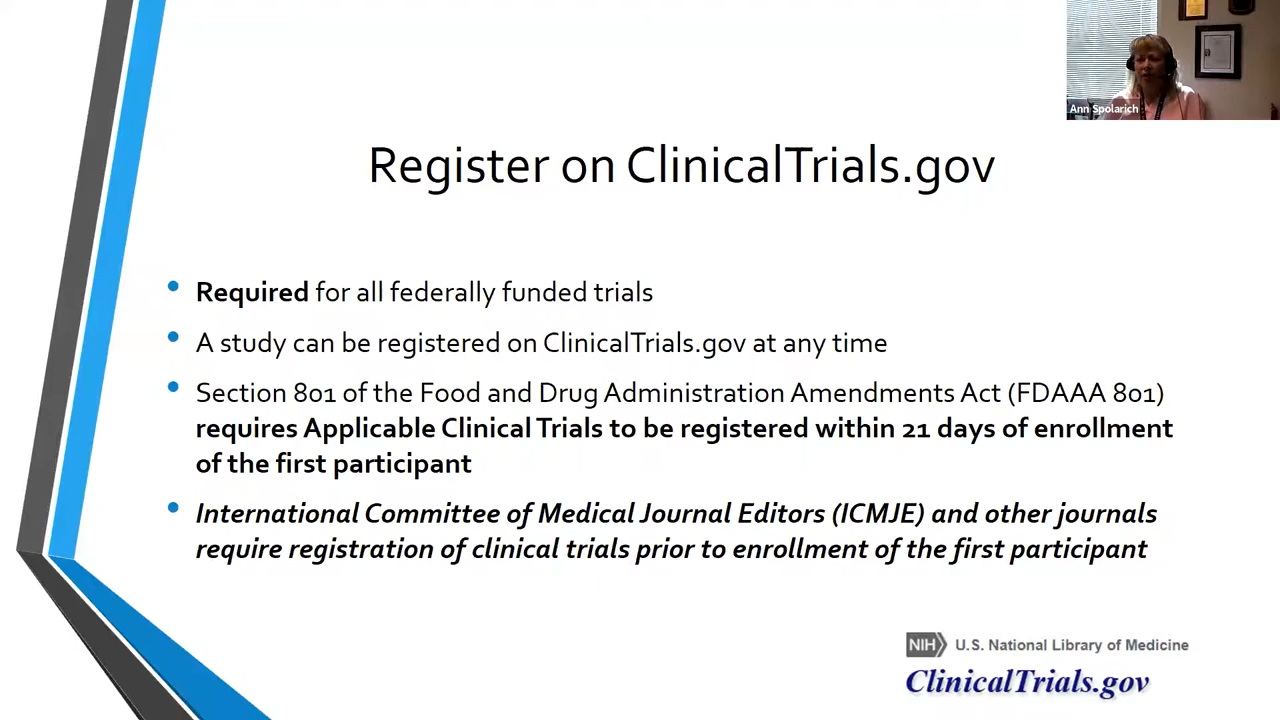 Ann Spolarich
Register on ClinicalTrials.gov
• Required for all federally funded trials
• A study can be registered on ClinicalTrials.gov at any time
• Section 801 of the Food and Drug Administration Amendments Act (FDAAA 801)
requires Applicable Clinical Trials to be registered within 21 days of enrollment
of the first participant
• International Committee of Medical Journal Editors (ICMJE) and other journals
require registration of clinical trials prior to enrollment of the first participant
NIH U.S. National Library of Medicine
ClinicalTrials.gov